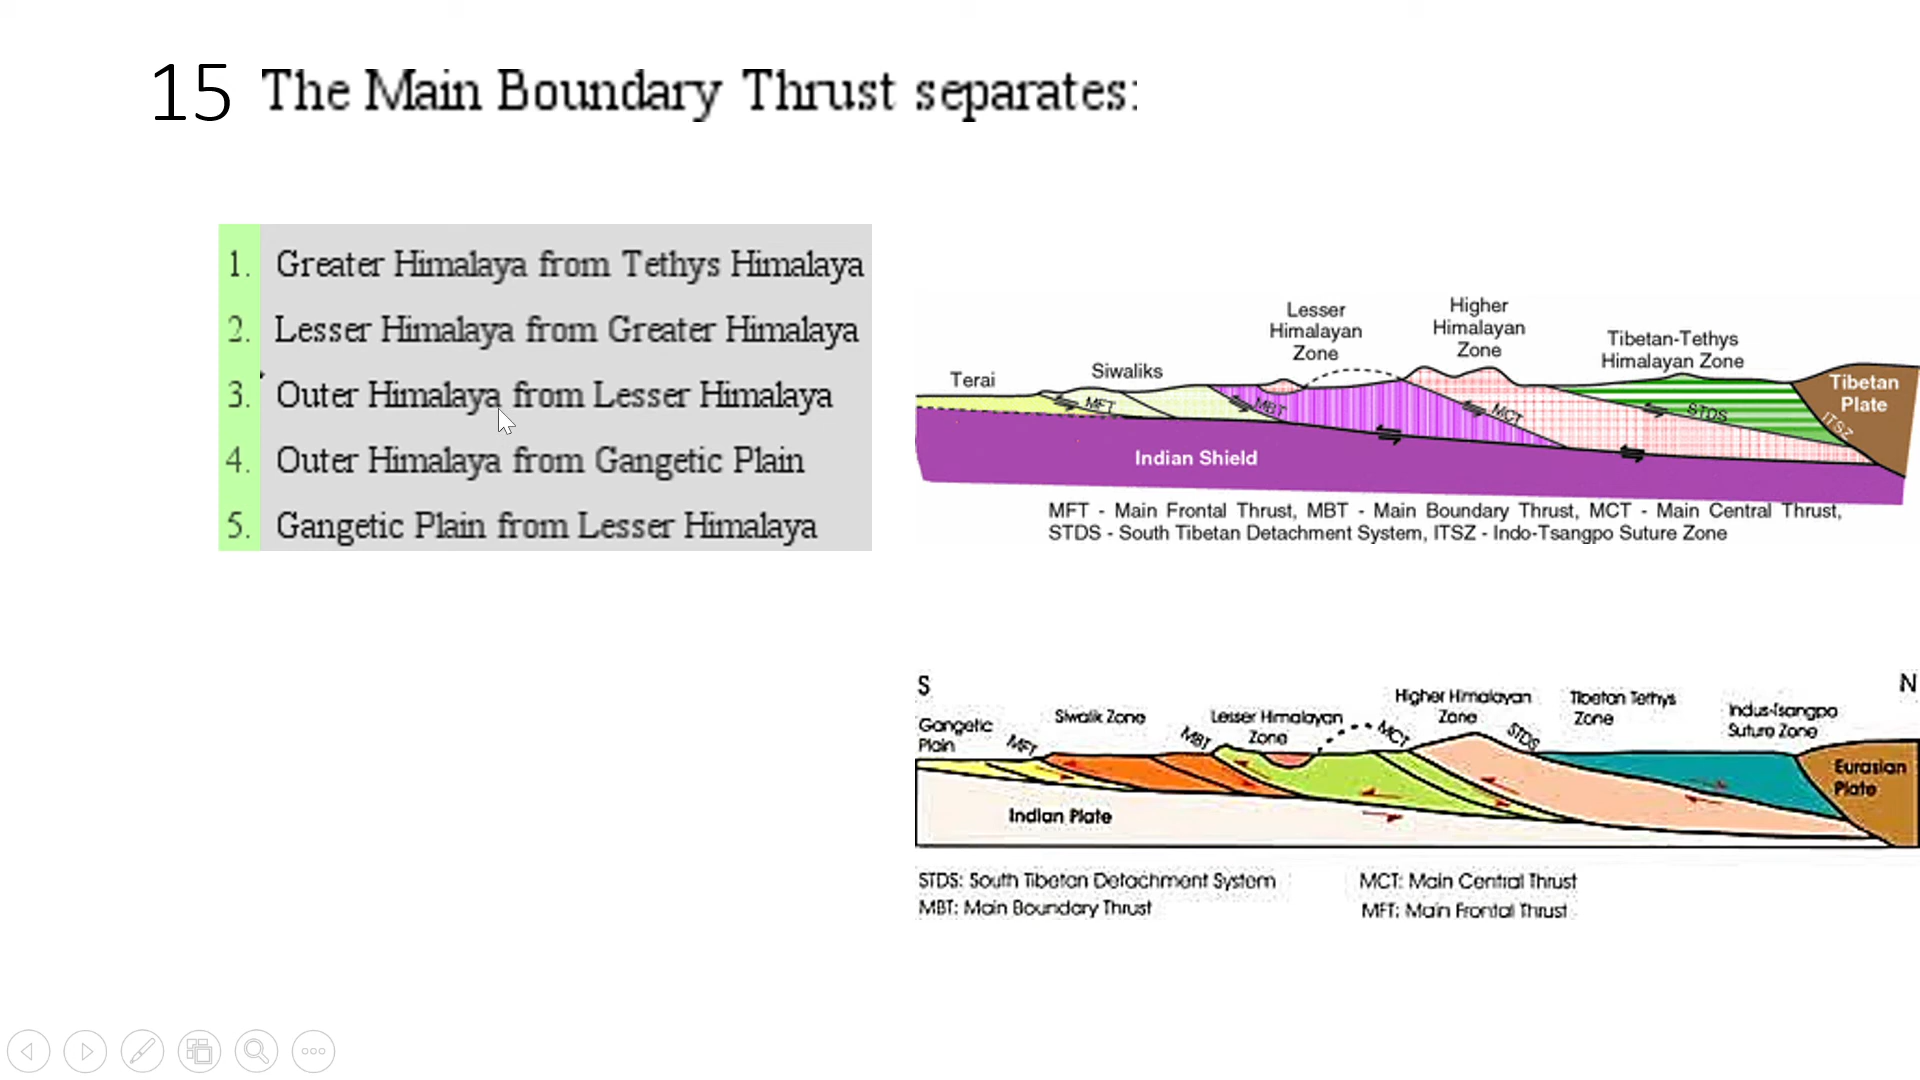 15 The Main Boundary Thrust separates:
1. Greater Himalaya from Tethys Himalaya
2. Lesser Himalaya from Greater Himalaya
3. Outer Himalaya from Lesser Himalaya
4. Outer Himalaya from Gangetic Plain
5. Gangetic Plain from Lesser Himalaya
Terai
Siwaliks
Lesser
Himalayan
Zone
Higher
Himalayan
Zone
Tibetan-Tethys
Himalayan Zone
Tibetan
Plate
MFT
MBT
MCT
STDS
ITSZ
Indian Shield
MFT - Main Frontal Thrust, MBT - Main Boundary Thrust, MCT - Main Central Thrust,
STDS - South Tibetan Detachment System, ITSZ - Indo-Tsangpo Suture Zone
S
N
Gangetic
Plain
MFT
Siwalik Zone
MBT
Lesser Himalayan
Zone
MCT
Higher Himalayan
Zone
STDS
Tibetan Tethys
Zone
Indus-Tsangpo
Suture Zone
Eurasian
Plate
Indian Plate
STDS: South Tibetan Detachment System
MCT: Main Central Thrust
MBT: Main Boundary Thrust
MFT: Main Frontal Thrust